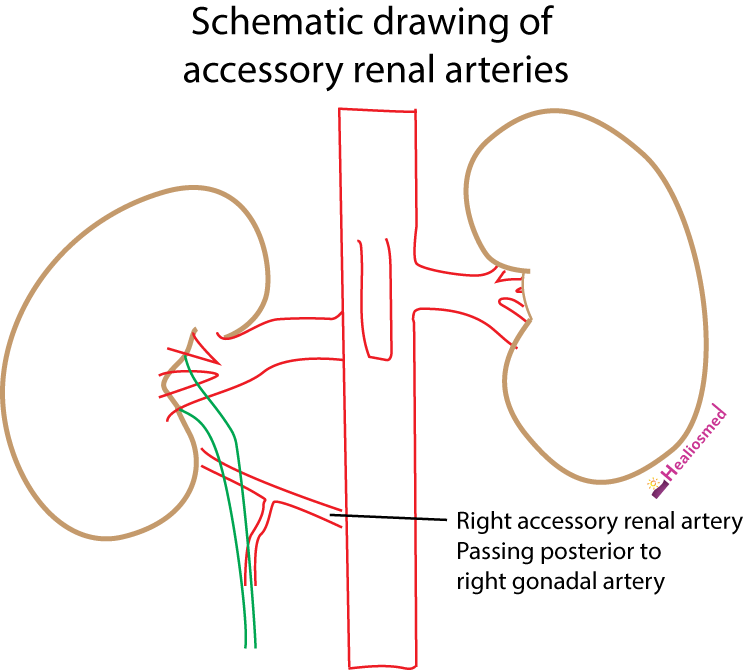 Schematic drawing of
accessory renal arteries
Healiosmed
Right accessory renal artery
Passing posterior to
right gonadal artery